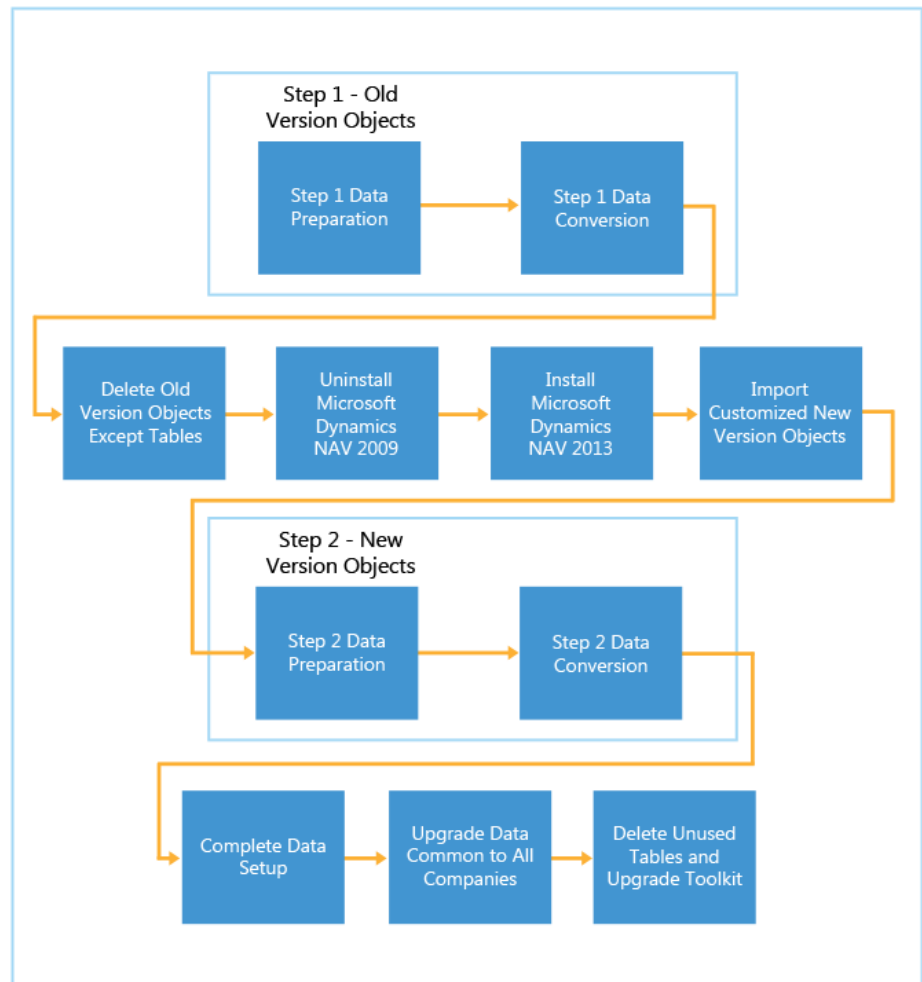 Step 1 - Old
Version Objects
Step 1 Data
Preparation
Step 1 Data
Conversion
Delete Old
Version Objects
Except Tables
Uninstall
Microsoft
Dynamics
NAV 2009
Install
Microsoft
Dynamics
NAV 2013
Import
Customized New
Version Objects
Step 2 - New
Version Objects
Step 2 Data
Preparation
Step 2 Data
Conversion
Complete Data
Setup
Upgrade Data
Common to All
Companies
Delete Unused
Tables and
Upgrade Toolkit